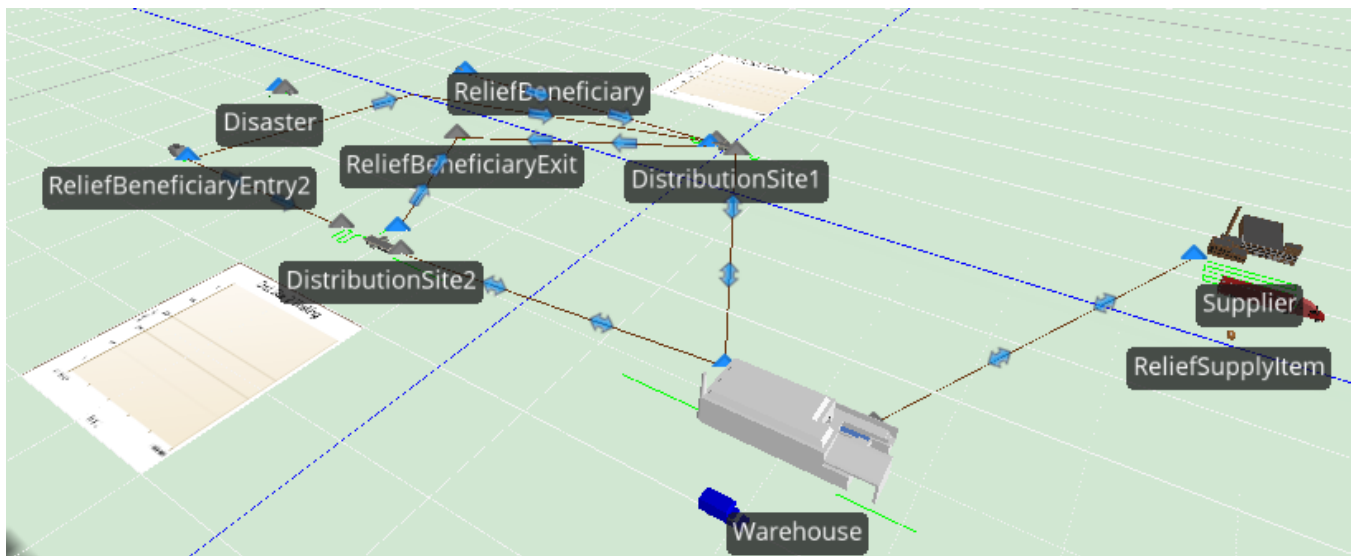 ReliefBeneficiary
Disaster
ReliefBeneficiaryExit
ReliefBeneficiaryEntry2
DistributionSite1
DistributionSite2
Supplier
ReliefSupplyItem
Warehouse